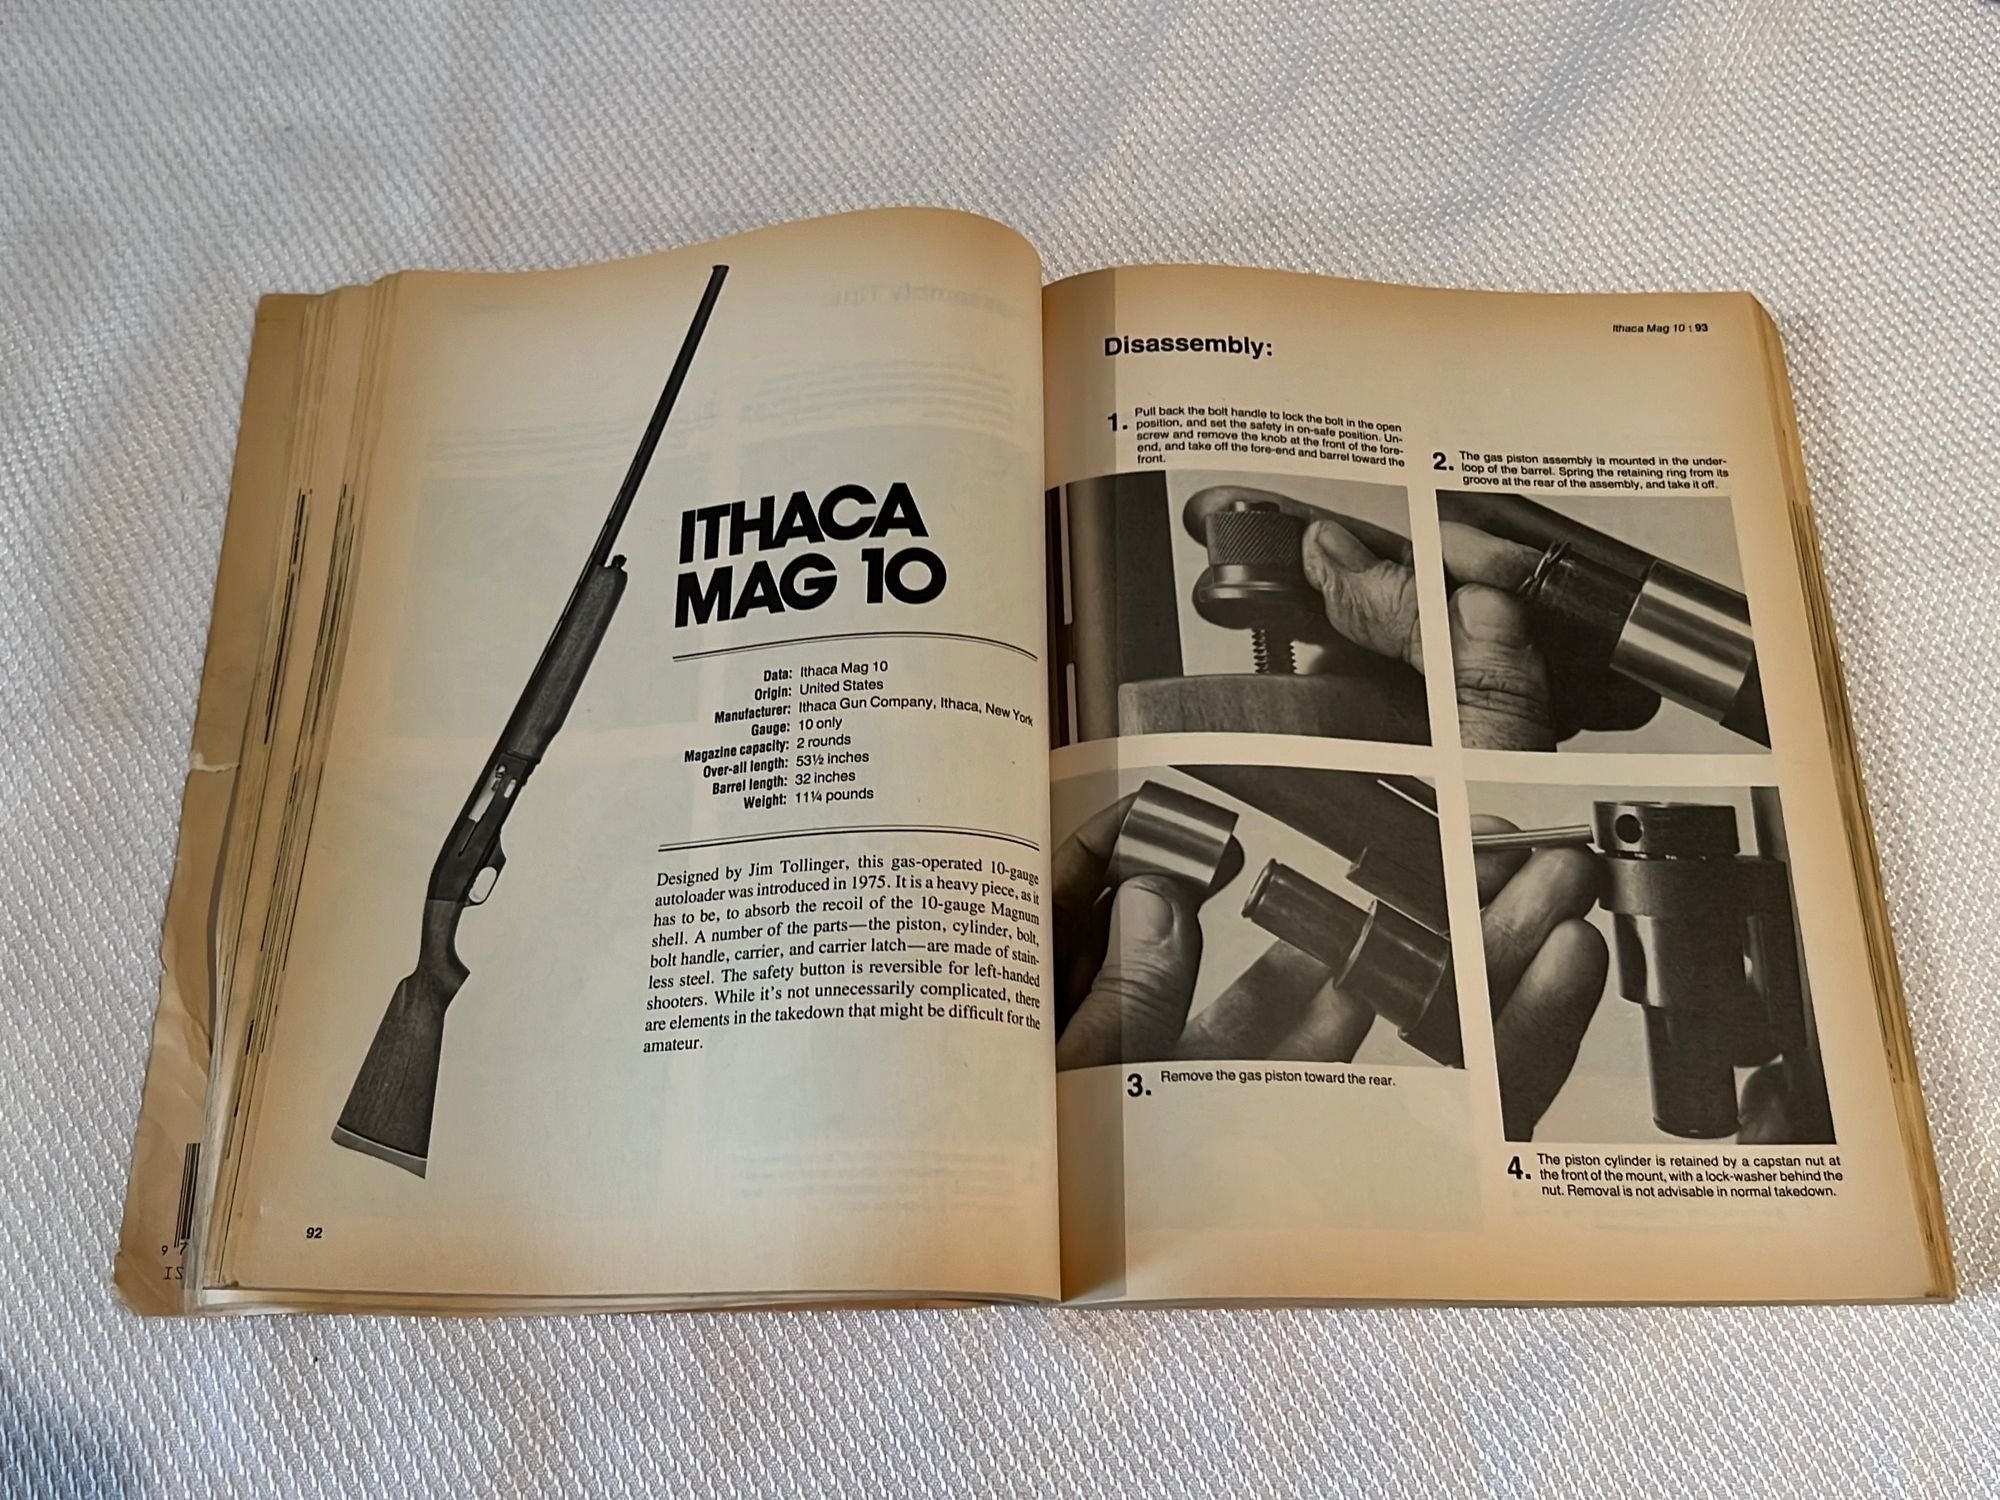 ITHACA
MAG 10
Data: Ithaca Mag 10
Origin: United States
Manufacturer: Ithaca Gun Company, Ithaca, New York
Gauge: 10 only
Magazine capacity: 2 rounds
Over-all length: 53½ inches
Barrel length: 32 inches
Weight: 11¼ pounds
Designed by Jim Tollinger, this gas-operated 10-gauge
autoloader was introduced in 1975. It is a heavy piece, as it
has to be, to absorb the recoil of the 10-gauge Magnum
shell. A number of the parts—the piston, cylinder, bolt,
bolt handle, carrier, and carrier latch—are made of stain-
less steel. The safety button is reversible for left-handed
shooters. While it's not unnecessarily complicated, there
are elements in the takedown that might be difficult for the
amateur.
92
9 7
IS
Ithaca Mag 10 : 93
Disassembly:
1. Pull back the bolt handle to lock the bolt in the open
position, and set the safety in on-safe position. Un-
screw and remove the knob at the front of the fore-
end, and take off the fore-end and barrel toward the
front.
2. The gas piston assembly is mounted in the under-
loop of the barrel. Spring the retaining ring from its
groove at the rear of the assembly, and take it off.
3. Remove the gas piston toward the rear.
4. The piston cylinder is retained by a capstan nut at
the front of the mount, with a lock-washer behind the
nut. Removal is not advisable in normal takedown.